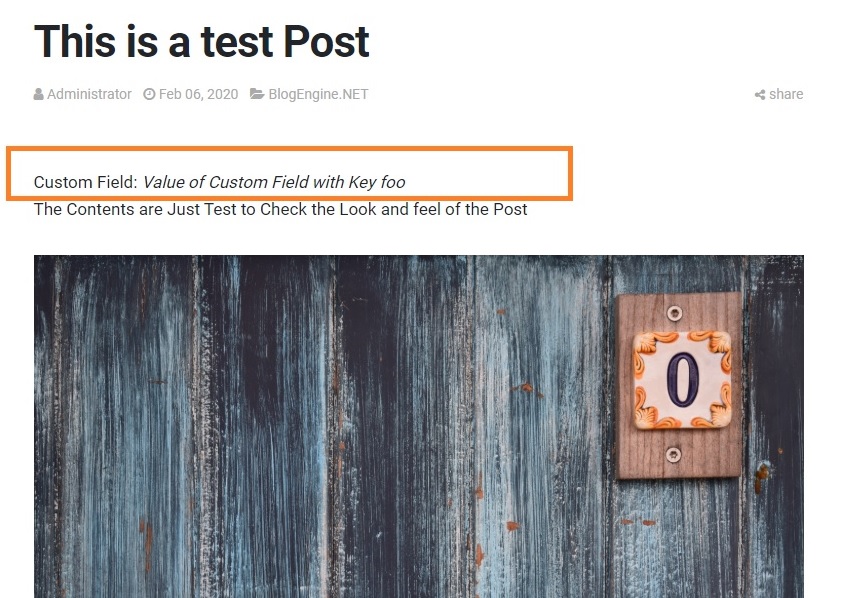 This is a test Post
Administrator Feb 06, 2020 BlogEngine.NET share
Custom Field: Value of Custom Field with Key foo
The Contents are Just Test to Check the Look and feel of the Post
0